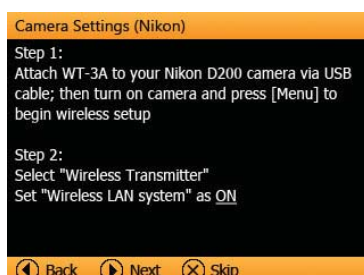 Camera Settings (Nikon)
Step 1:
Attach WT-3A to your Nikon D200 camera via USB
cable; then turn on camera and press [Menu] to
begin wireless setup
Step 2:
Select "Wireless Transmitter"
Set "Wireless LAN system" as ON
Back Next Skip